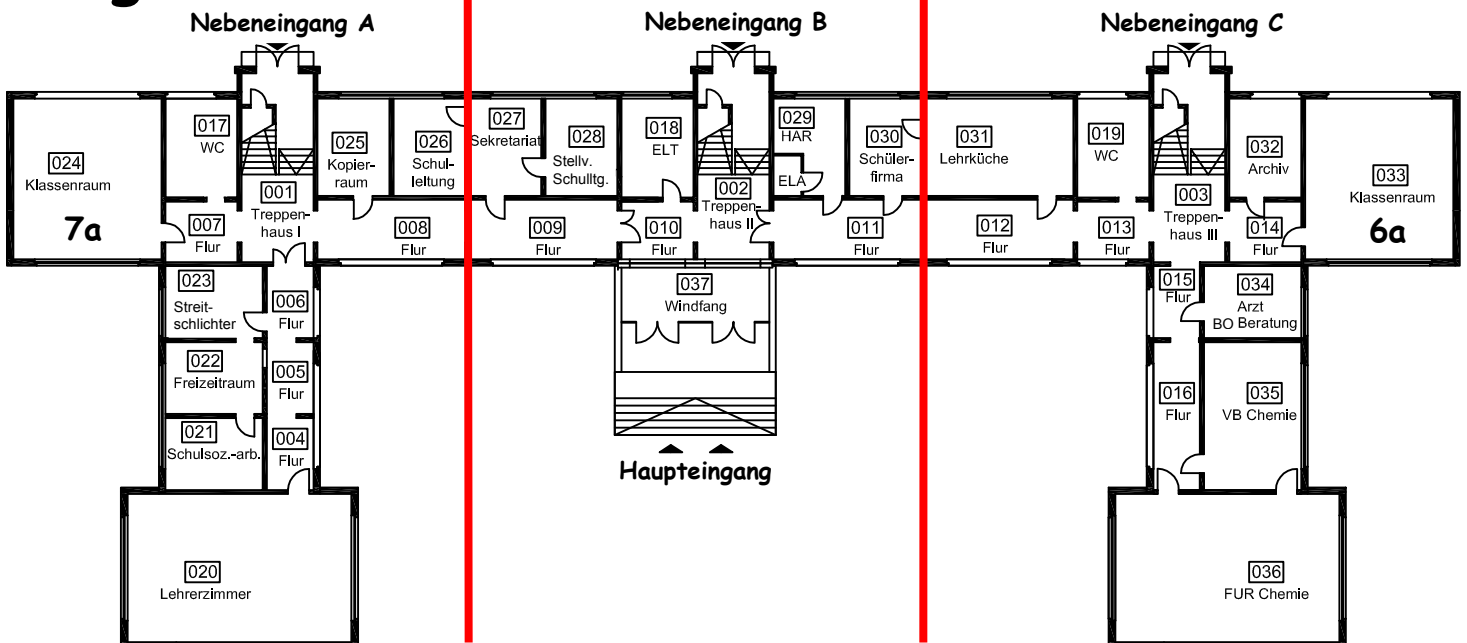 g
Nebeneingang A
Nebeneingang B
Nebeneingang C
024
Klassenraum
7a
017
WC
001
Treppen-
haus I
025
Kopier-
raum
026
Schul-
leitung
027
Sekretariat
028
Stellv.
Schulltg.
018
ELT
002
Treppen-
haus II
029
HAR
ELA
030
Schüler-
firma
031
Lehrküche
019
WC
003
Treppen-
haus III
032
Archiv
033
Klassenraum
6a
007
Flur
008
Flur
009
Flur
010
Flur
011
Flur
012
Flur
013
Flur
014
Flur
023
Streit-
schlichter
006
Flur
022
Freizeitraum
005
Flur
021
Schulsoz.-arb.
004
Flur
020
Lehrerzimmer
037
Windfang
Haupteingang
015
Flur
034
Arzt
BO Beratung
016
Flur
035
VB Chemie
036
FUR Chemie